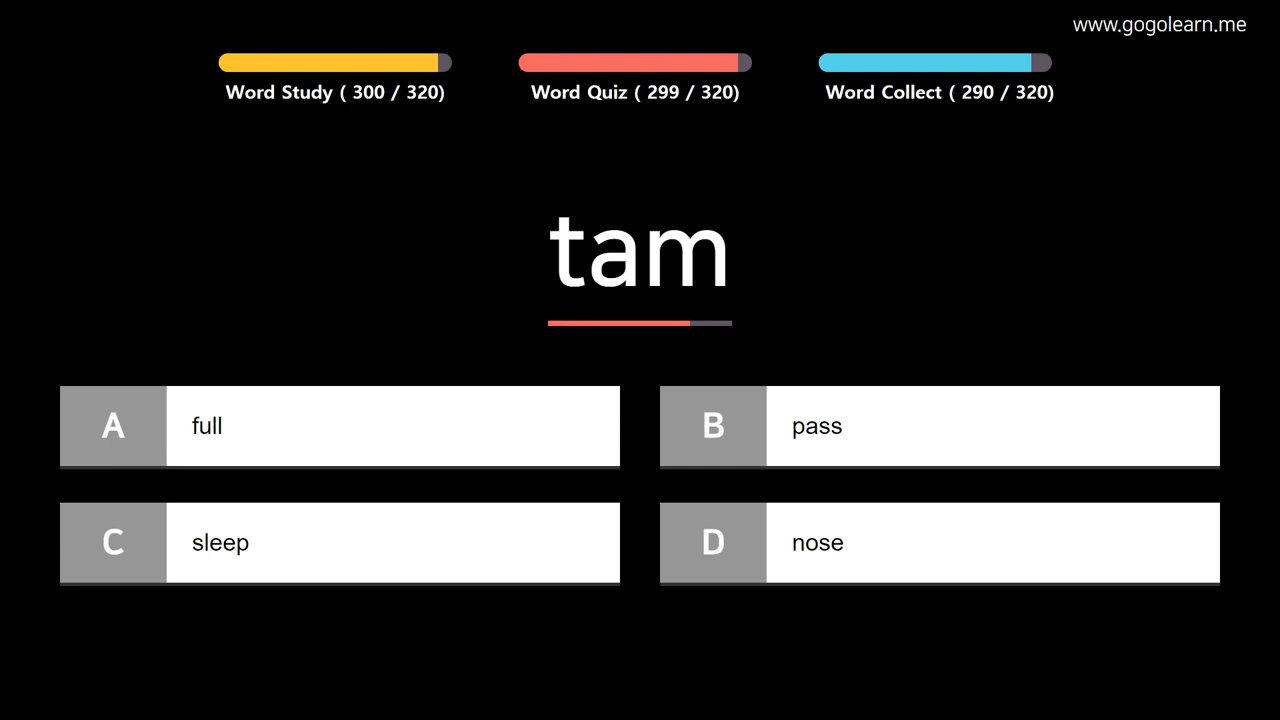 www.gogolearn.me
Word Study ( 300 / 320)
Word Quiz ( 299 / 320)
Word Collect ( 290 / 320)
tam
A full
B pass
C sleep
D nose